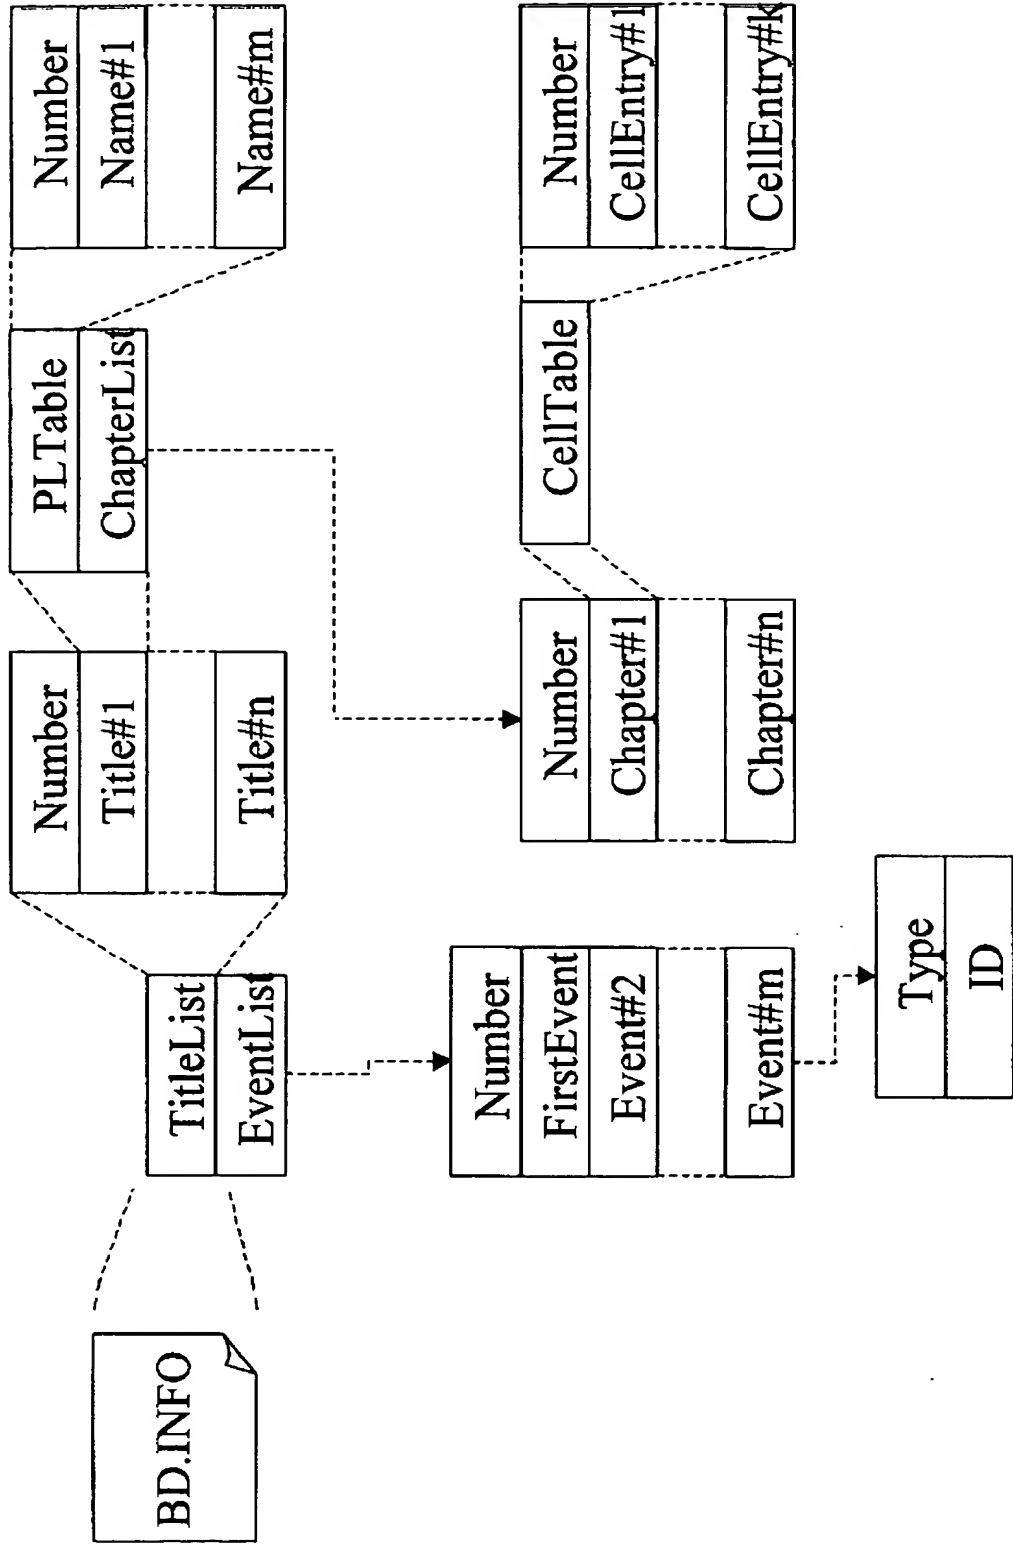 BD.INFO
TitleList
EventList
Number
Title#1
Title#n
PLTable
ChapterList
Number
Name#1
Name#m
Number
FirstEvent
Event#2
Event#m
Type
ID
Number
Chapter#1
Chapter#n
CellTable
Number
CellEntry#1
CellEntry#k